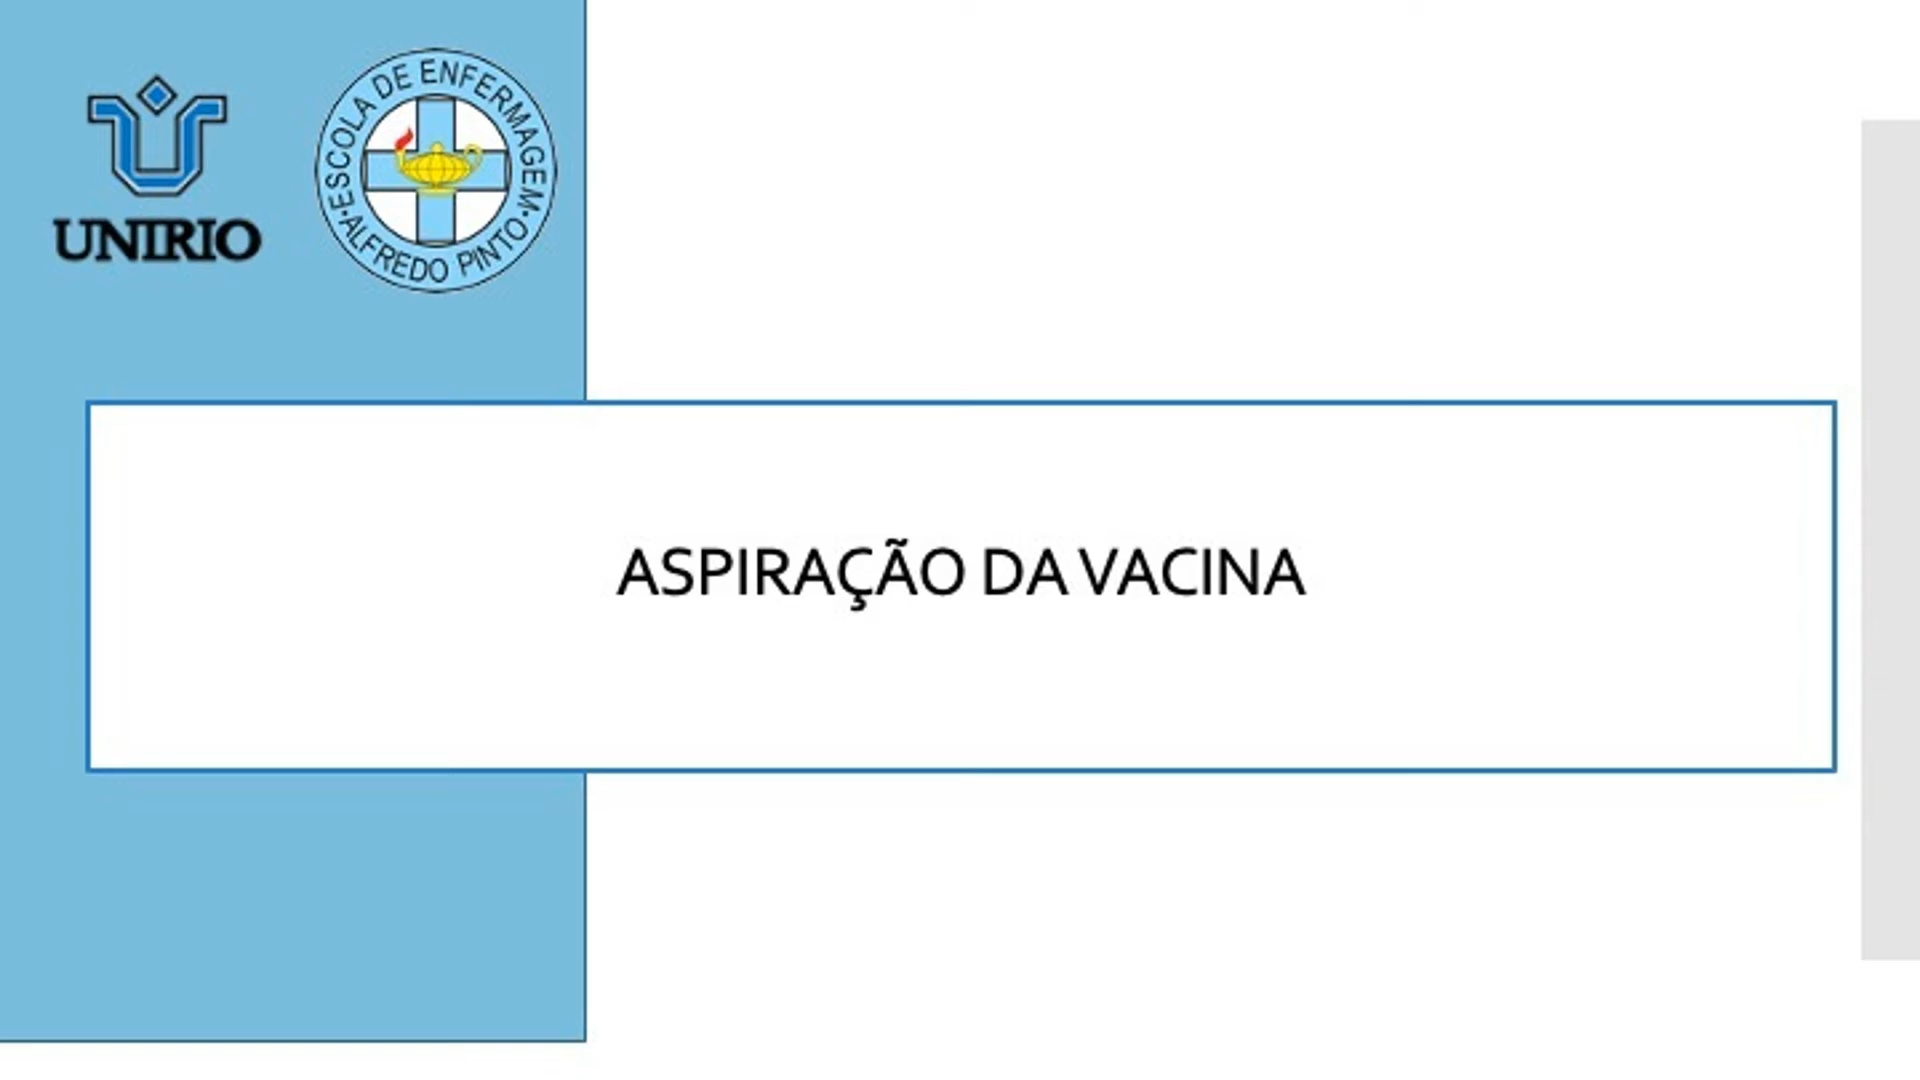 UNIRIO
ESCOLA DE ENFERMAGEM
ALFREDO PINTO
ASPIRAÇÃO DA VACINA